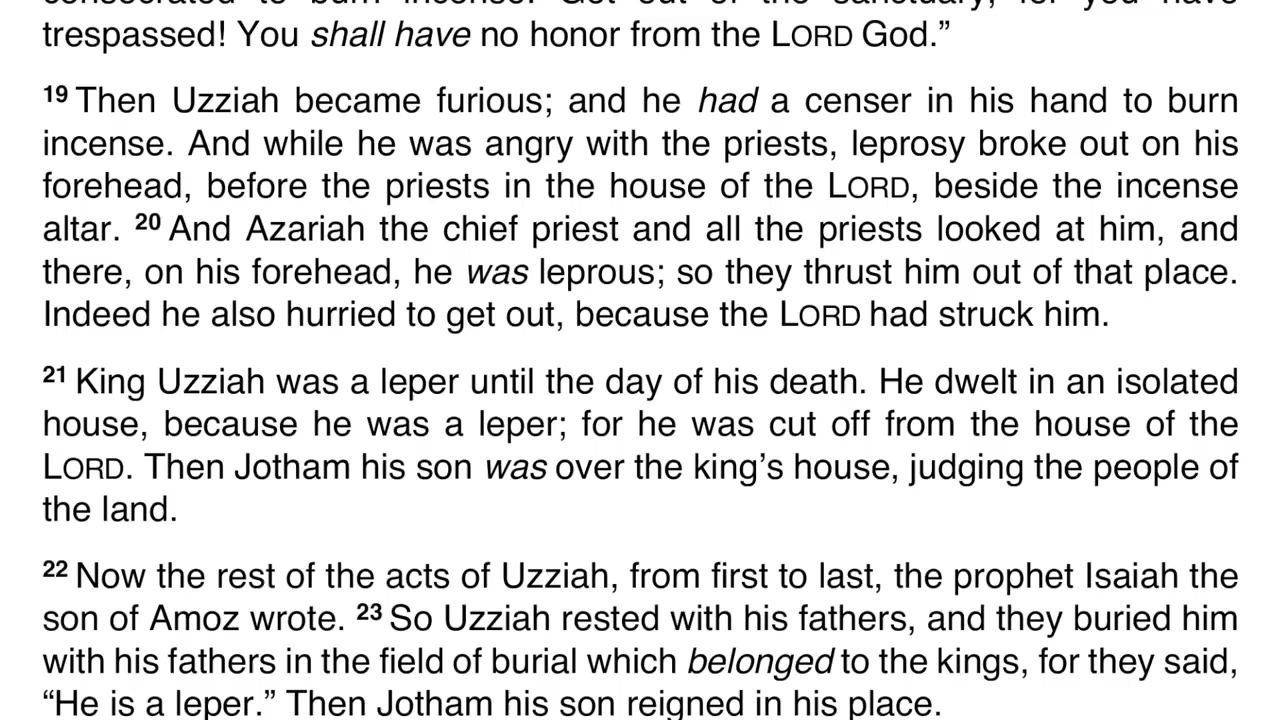 trespassed! You shall have no honor from the LORD God.”
19 Then Uzziah became furious; and he had a censer in his hand to burn
incense. And while he was angry with the priests, leprosy broke out on his
forehead, before the priests in the house of the LORD, beside the incense
altar. 20 And Azariah the chief priest and all the priests looked at him, and
there, on his forehead, he was leprous; so they thrust him out of that place.
Indeed he also hurried to get out, because the LORD had struck him.
21 King Uzziah was a leper until the day of his death. He dwelt in an isolated
house, because he was a leper; for he was cut off from the house of the
LORD. Then Jotham his son was over the king’s house, judging the people of
the land.
22 Now the rest of the acts of Uzziah, from first to last, the prophet Isaiah the
son of Amoz wrote. 23 So Uzziah rested with his fathers, and they buried him
with his fathers in the field of burial which belonged to the kings, for they said,
“He is a leper.” Then Jotham his son reigned in his place.